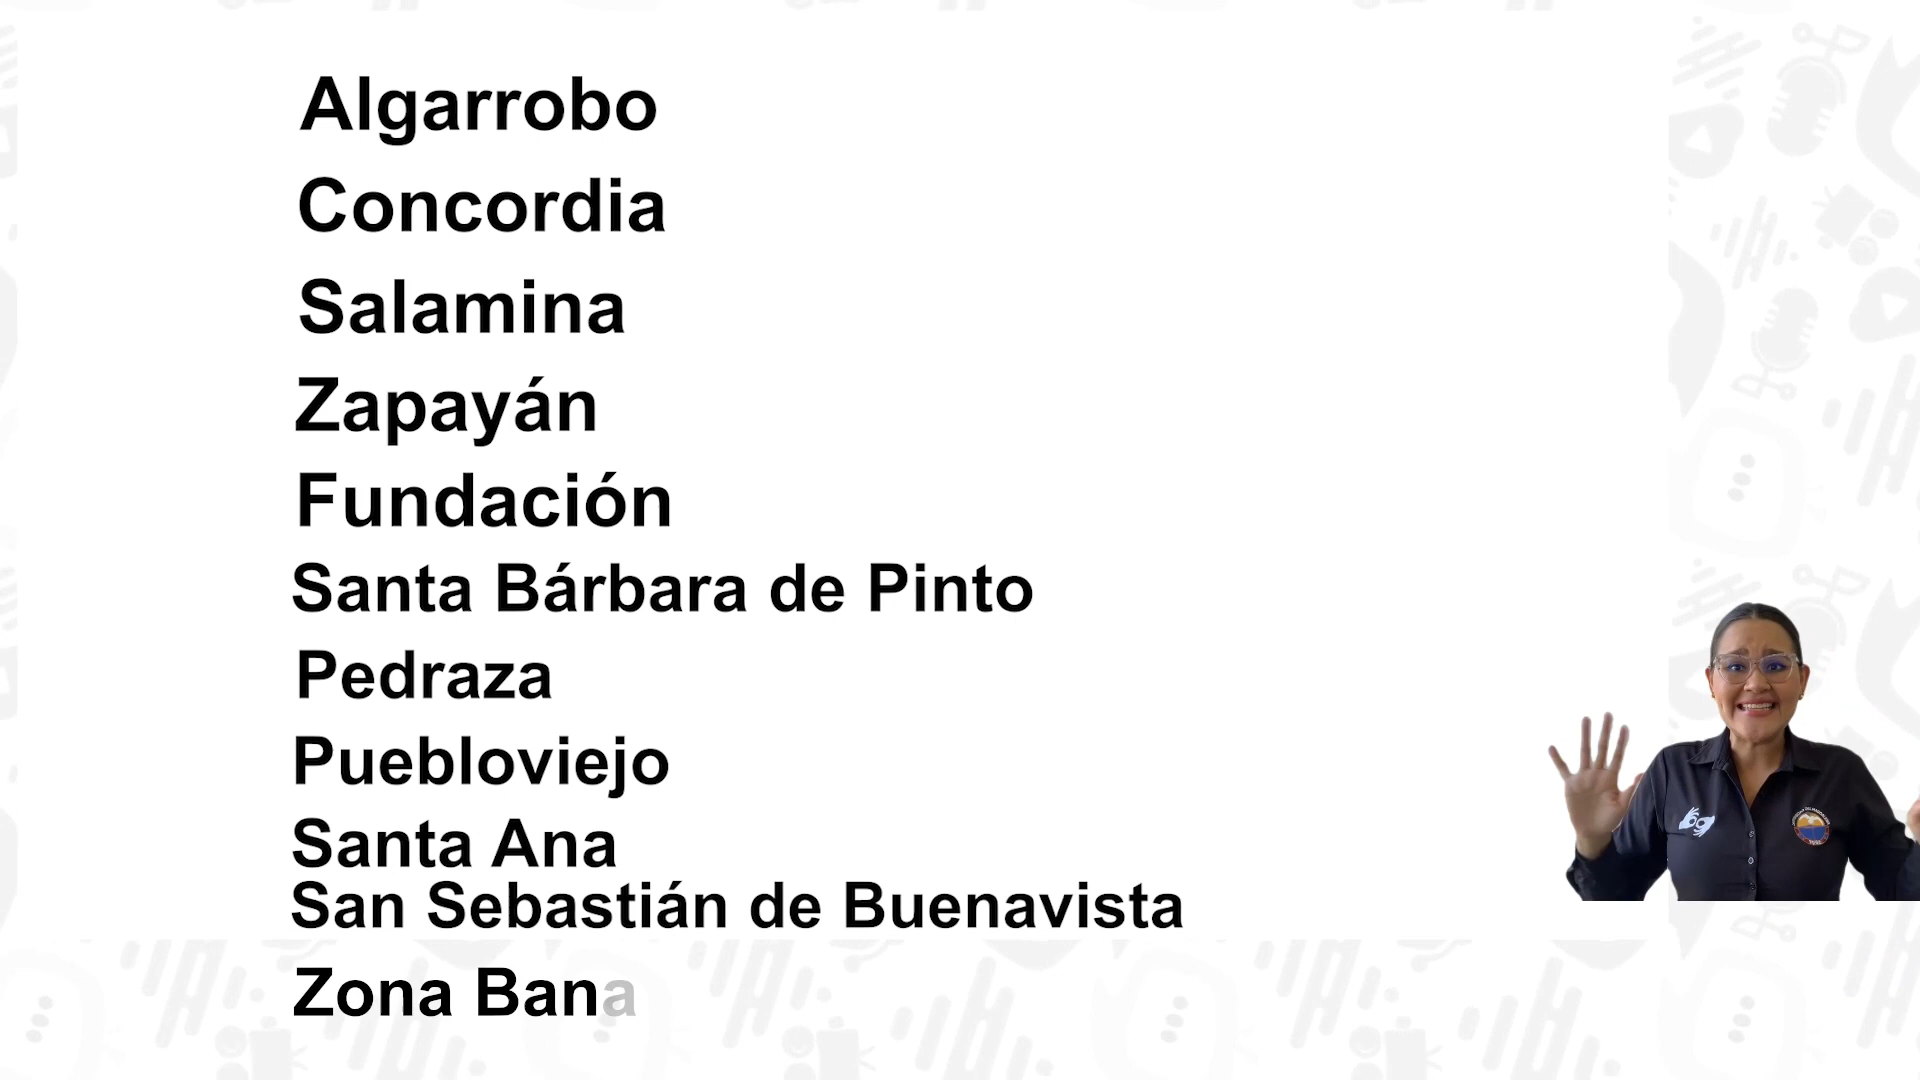 Algarrobo
Concordia
Salamina
Zapayán
Fundación
Santa Bárbara de Pinto
Pedraza
Puebloviejo
Santa Ana
San Sebastián de Buenavista
Zona Bana